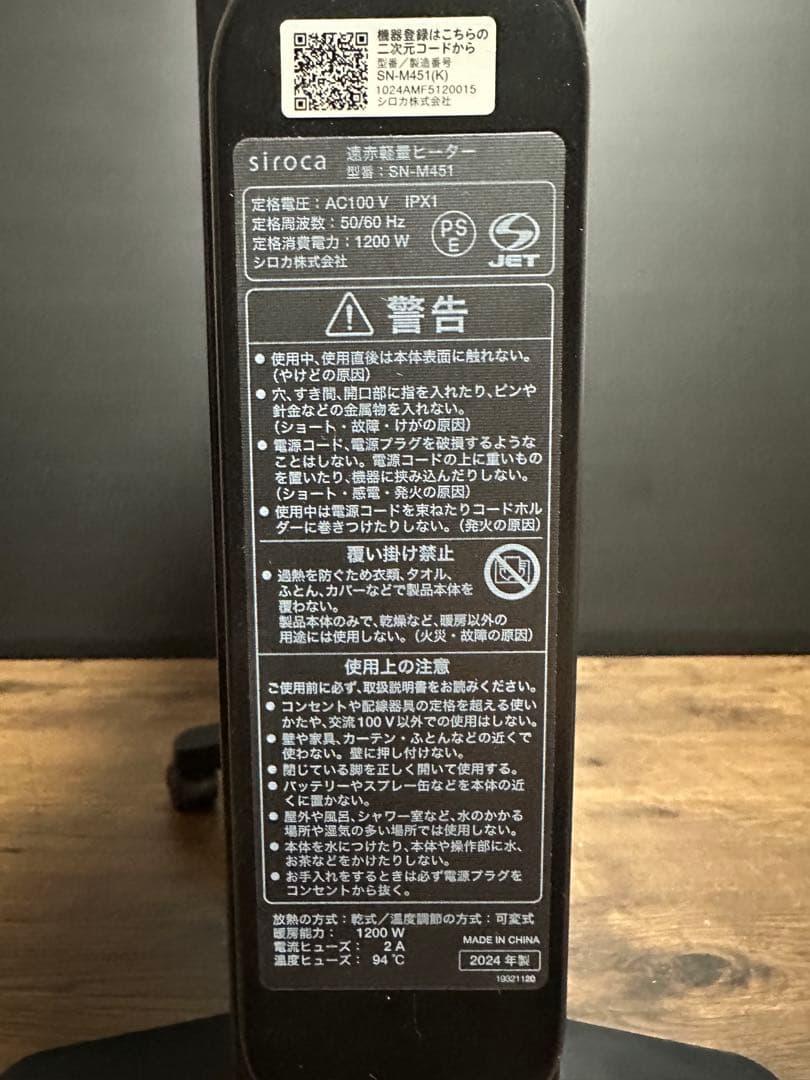 機器登録はこちらの
二次元コードから
型番／製造番号
SN-M451(K)
1024AMF5120015
シロカ株式会社
siroca 遠赤軽量ヒーター
型番：SN-M451
定格電圧：AC100 V IPX1
定格周波数：50/60 Hz
定格消費電力：1200 W
シロカ株式会社
PS
E
JET
警告
● 使用中、使用直後は本体表面に触れない。
（やけどの原因）
● 穴、すき間、開口部に指を入れたり、ピンや
針金などの金属物を入れない。
（ショート・故障・けがの原因）
● 電源コード、電源プラグを破損するような
ことはしない。電源コードの上に重いもの
を置いたり、機器に挟み込んだりしない。
（ショート・感電・発火の原因）
● 使用中は電源コードを束ねたりコードホル
ダーに巻きつけたりしない。（発火の原因）
覆い掛け禁止
● 過熱を防ぐため衣類、タオル、
ふとん、カバーなどで製品本体を
覆わない。
製品本体のみで、乾燥など、暖房以外の
用途には使用しない。（火災・故障の原因）
使用上の注意
ご使用前に必ず、取扱説明書をお読みください。
● コンセントや配線器具の定格を超える使い
かたや、交流100 V以外での使用はしない。
● 壁や家具、カーテン・ふとんなどの近くで
使わない。壁に押し付けない。
● 閉じている脚を正しく開いて使用する。
● バッテリーやスプレー缶などを本体の近
くに置かない。
● 屋外や風呂、シャワー室など、水のかかる
場所や湿気の多い場所では使用しない。
● 本体を水につけたり、本体や操作部に水、
お茶などをかけたりしない。
● お手入れをするときは必ず電源プラグを
コンセントから抜く。
放熱の方式：乾式／温度調節の方式：可変式
暖房能力： 1200 W
電流ヒューズ： 2 A
温度ヒューズ： 94 ℃
MADE IN CHINA
2024 年製
19321120